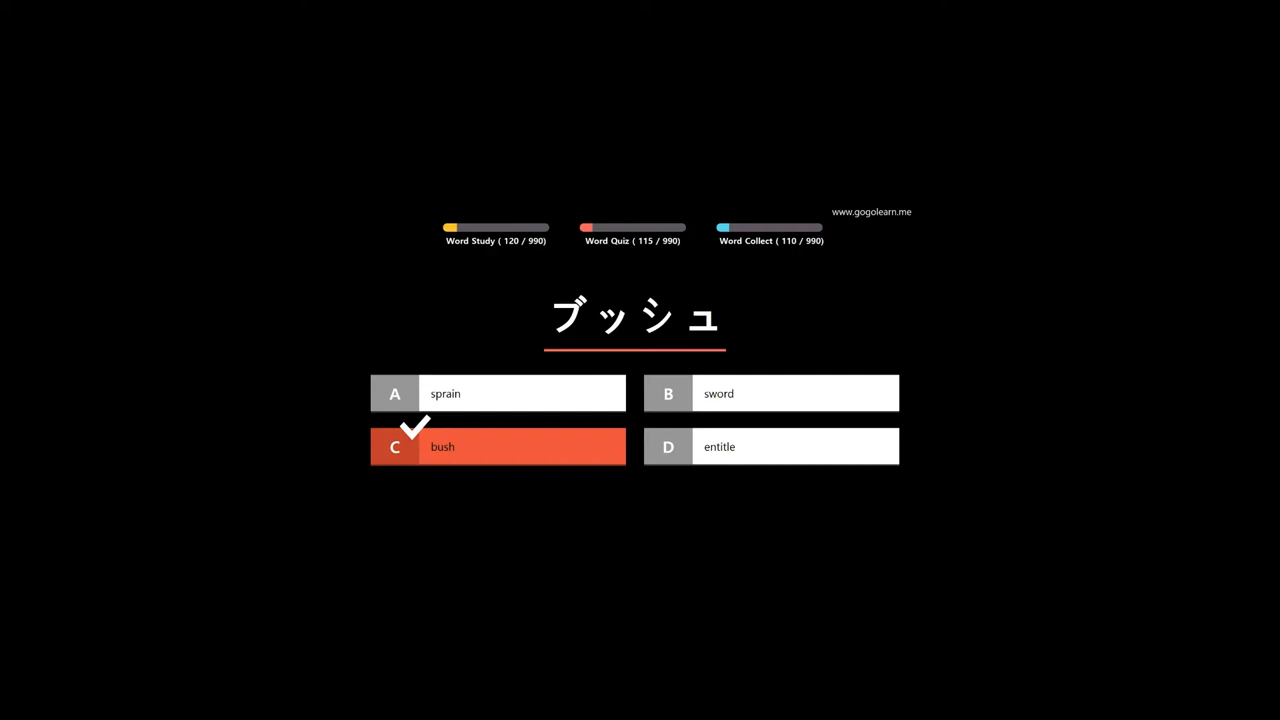 www.gogolearn.me
Word Study ( 120 / 990)
Word Quiz ( 115 / 990)
Word Collect ( 110 / 990)
ブッシュ
A sprain
B sword
C bush
D entitle